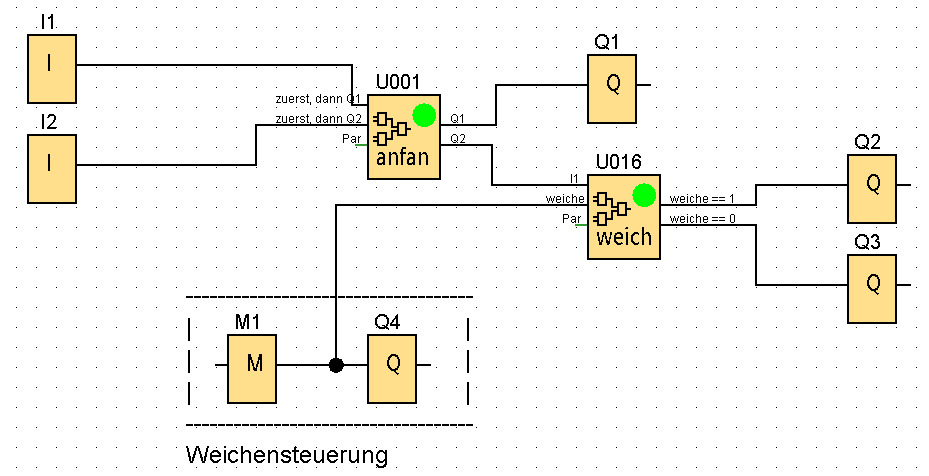 I1
I
I2
I
zuerst, dann Q1
zuerst, dann Q2
Par
U001
anfan
Q1
Q2
Q1
Q
I1
weiche
Par
U016
weich
weiche == 1
weiche == 0
Q2
Q
Q3
Q
M1
M
Q4
Q
Weichensteuerung